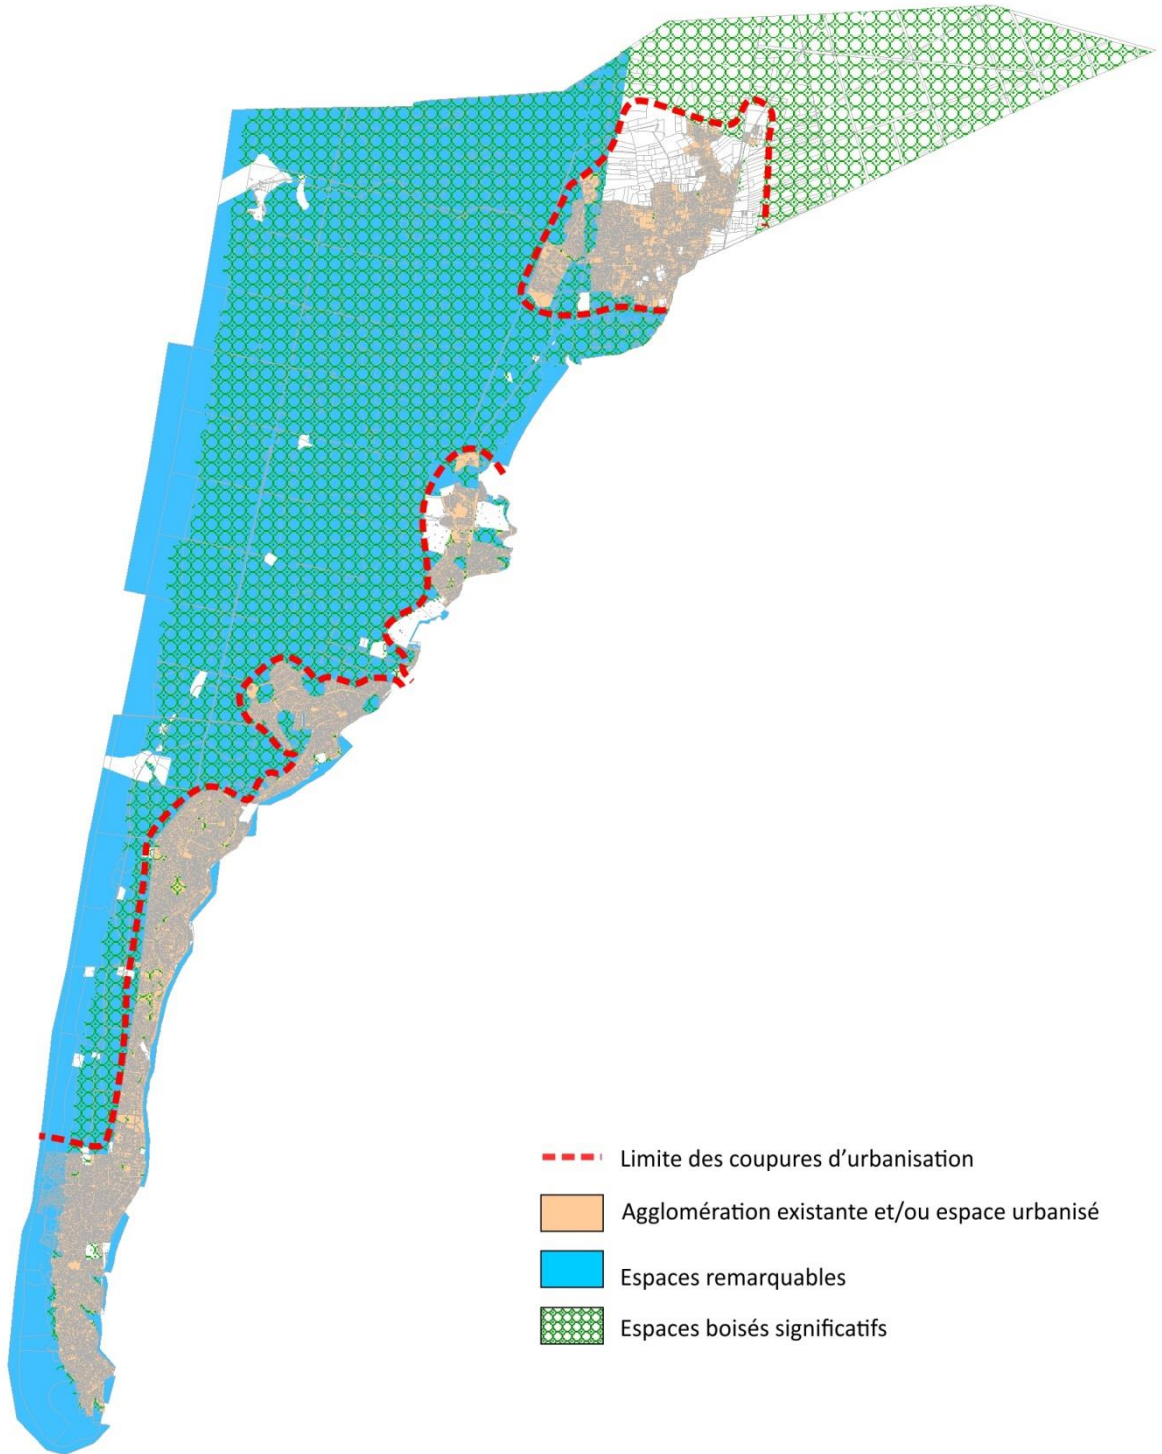 Limite des coupures d'urbanisation
Agglomération existante et/ou espace urbanisé
Espaces remarquables
Espaces boisés significatifs